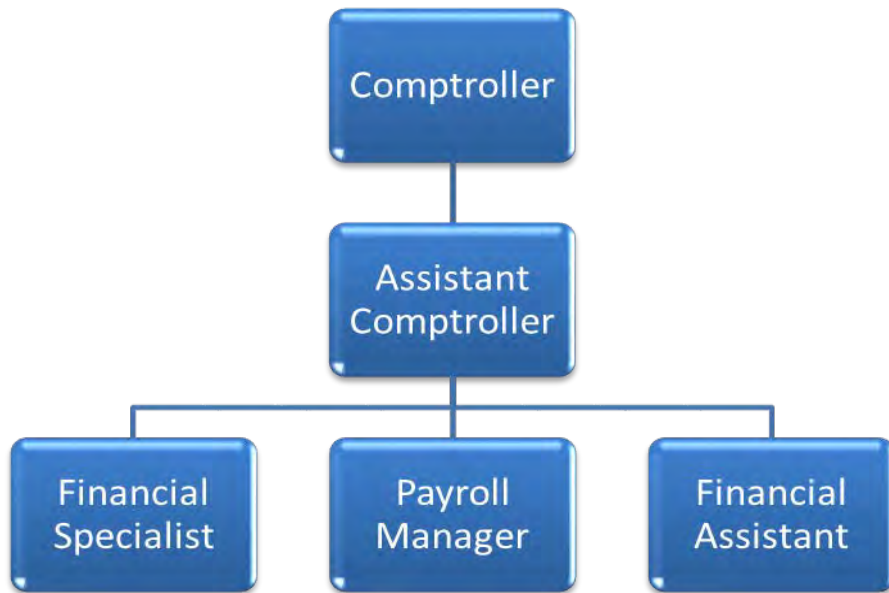 Comptroller
Assistant
Comptroller
Financial
Specialist
Payroll
Manager
Financial
Assistant